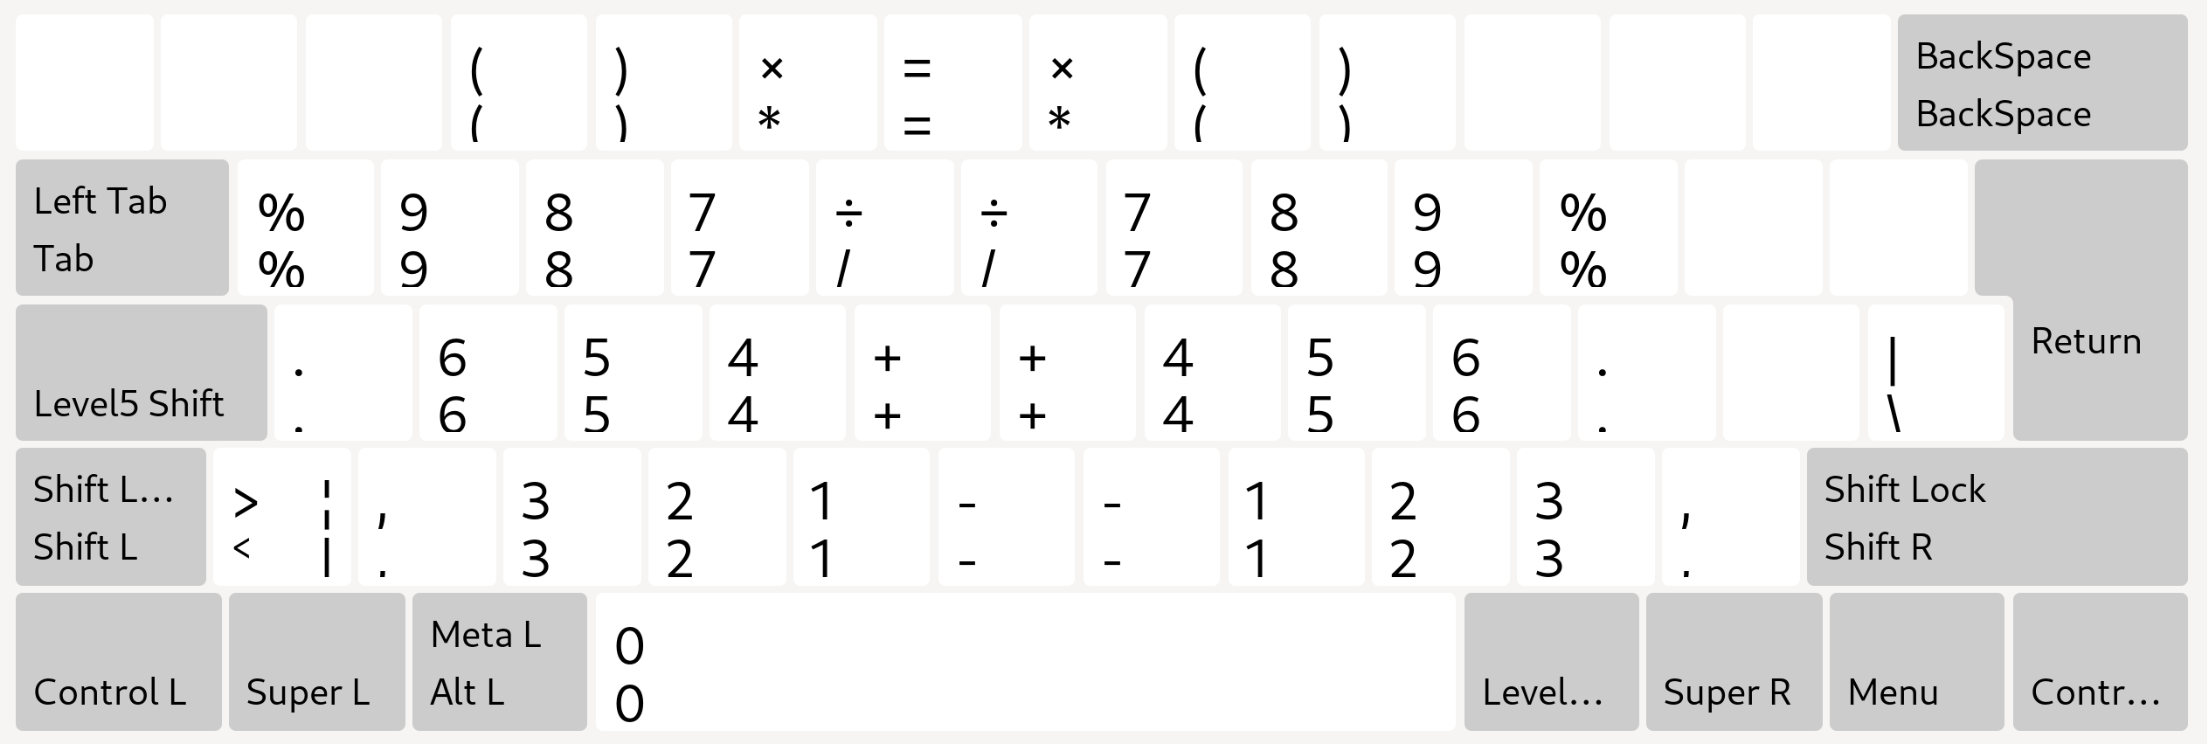 ( ) × = × ( ) BackSpace
( ) * = * ( ) BackSpace
Left Tab % 9 8 7 ÷ ÷ 7 8 9 %
Tab % 9 8 7 / / 7 8 9 %
. 6 5 4 + + 4 5 6 . | Return
Level5 Shift . 6 5 4 + + 4 5 6 . \
Shift L... > ¦ , 3 2 1 - - 1 2 3 , Shift Lock
Shift L < | . 3 2 1 - - 1 2 3 . Shift R
Meta L 0
Control L Super L Alt L 0 Level... Super R Menu Contr...